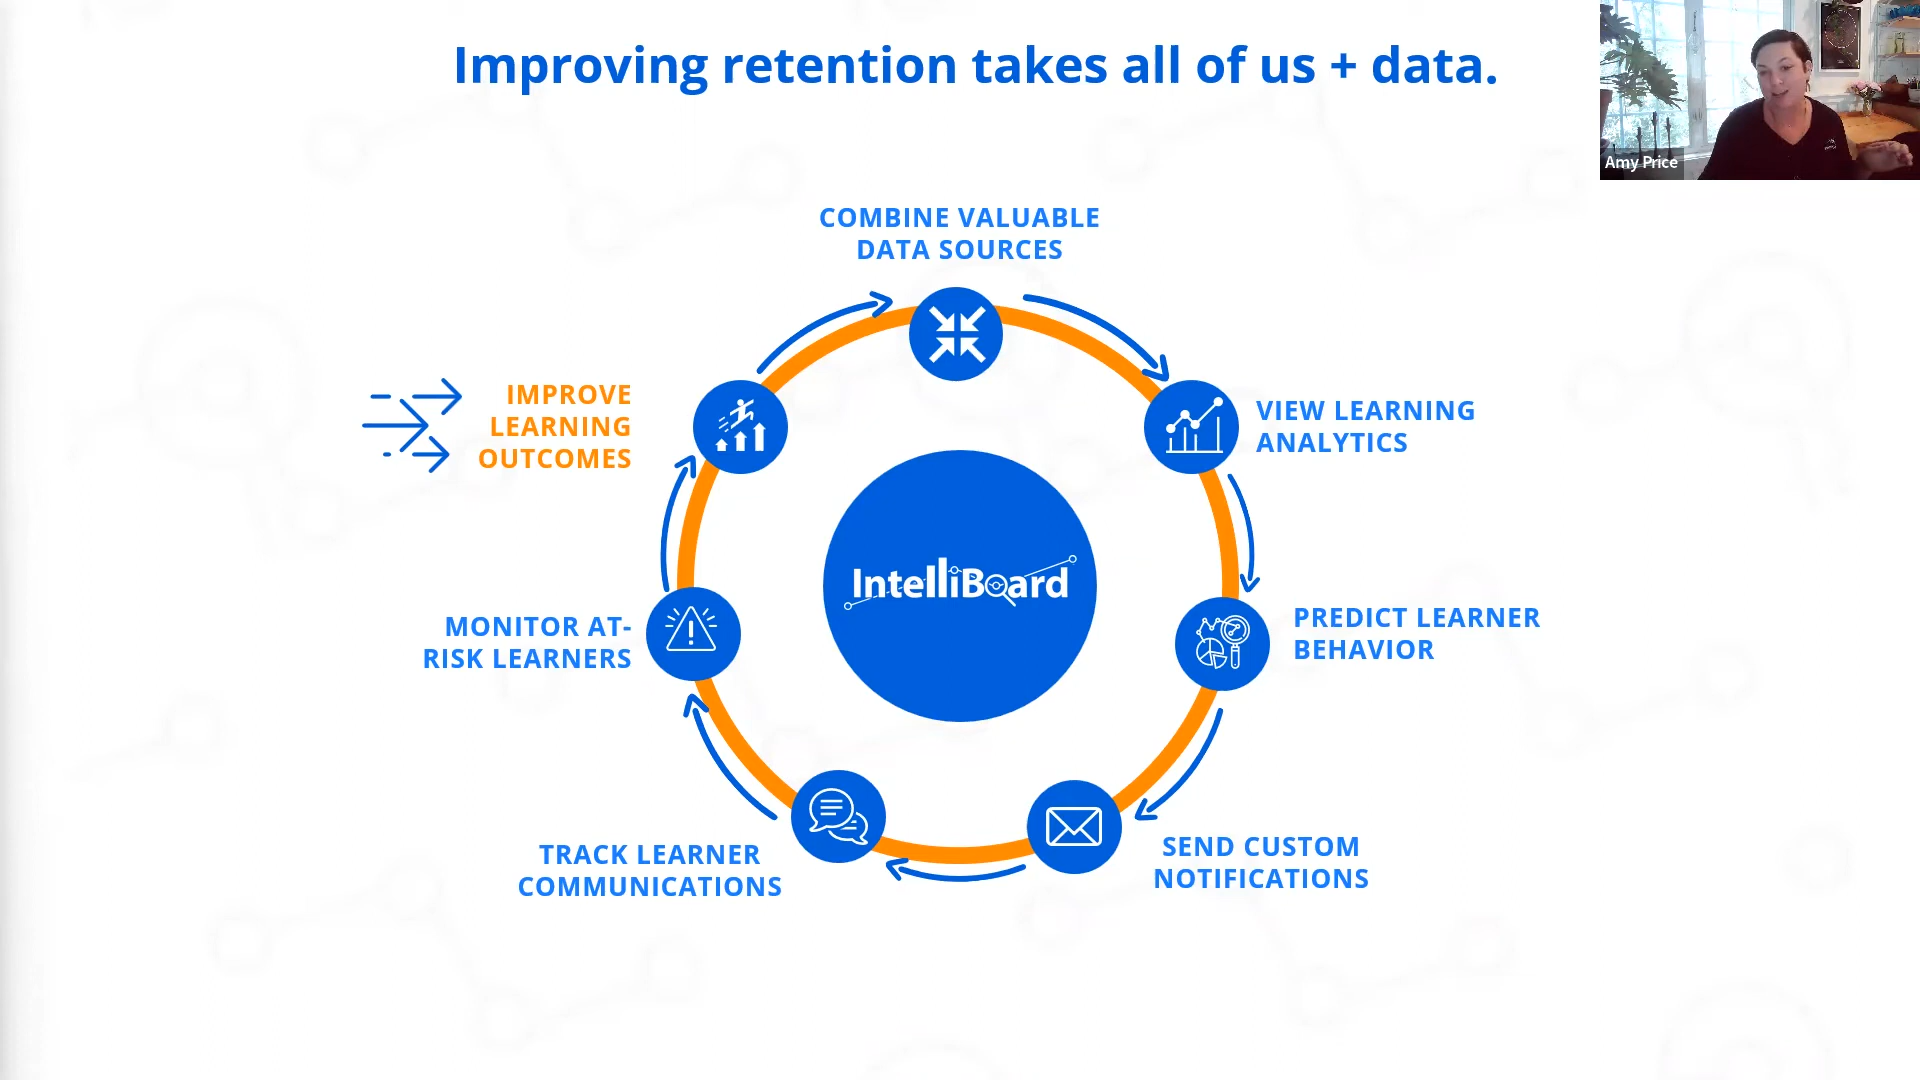 Improving retention takes all of us + data.
Amy Price
COMBINE VALUABLE
DATA SOURCES
IMPROVE
LEARNING
OUTCOMES
VIEW LEARNING
ANALYTICS
IntelliBoard
MONITOR AT-
RISK LEARNERS
PREDICT LEARNER
BEHAVIOR
TRACK LEARNER
COMMUNICATIONS
SEND CUSTOM
NOTIFICATIONS